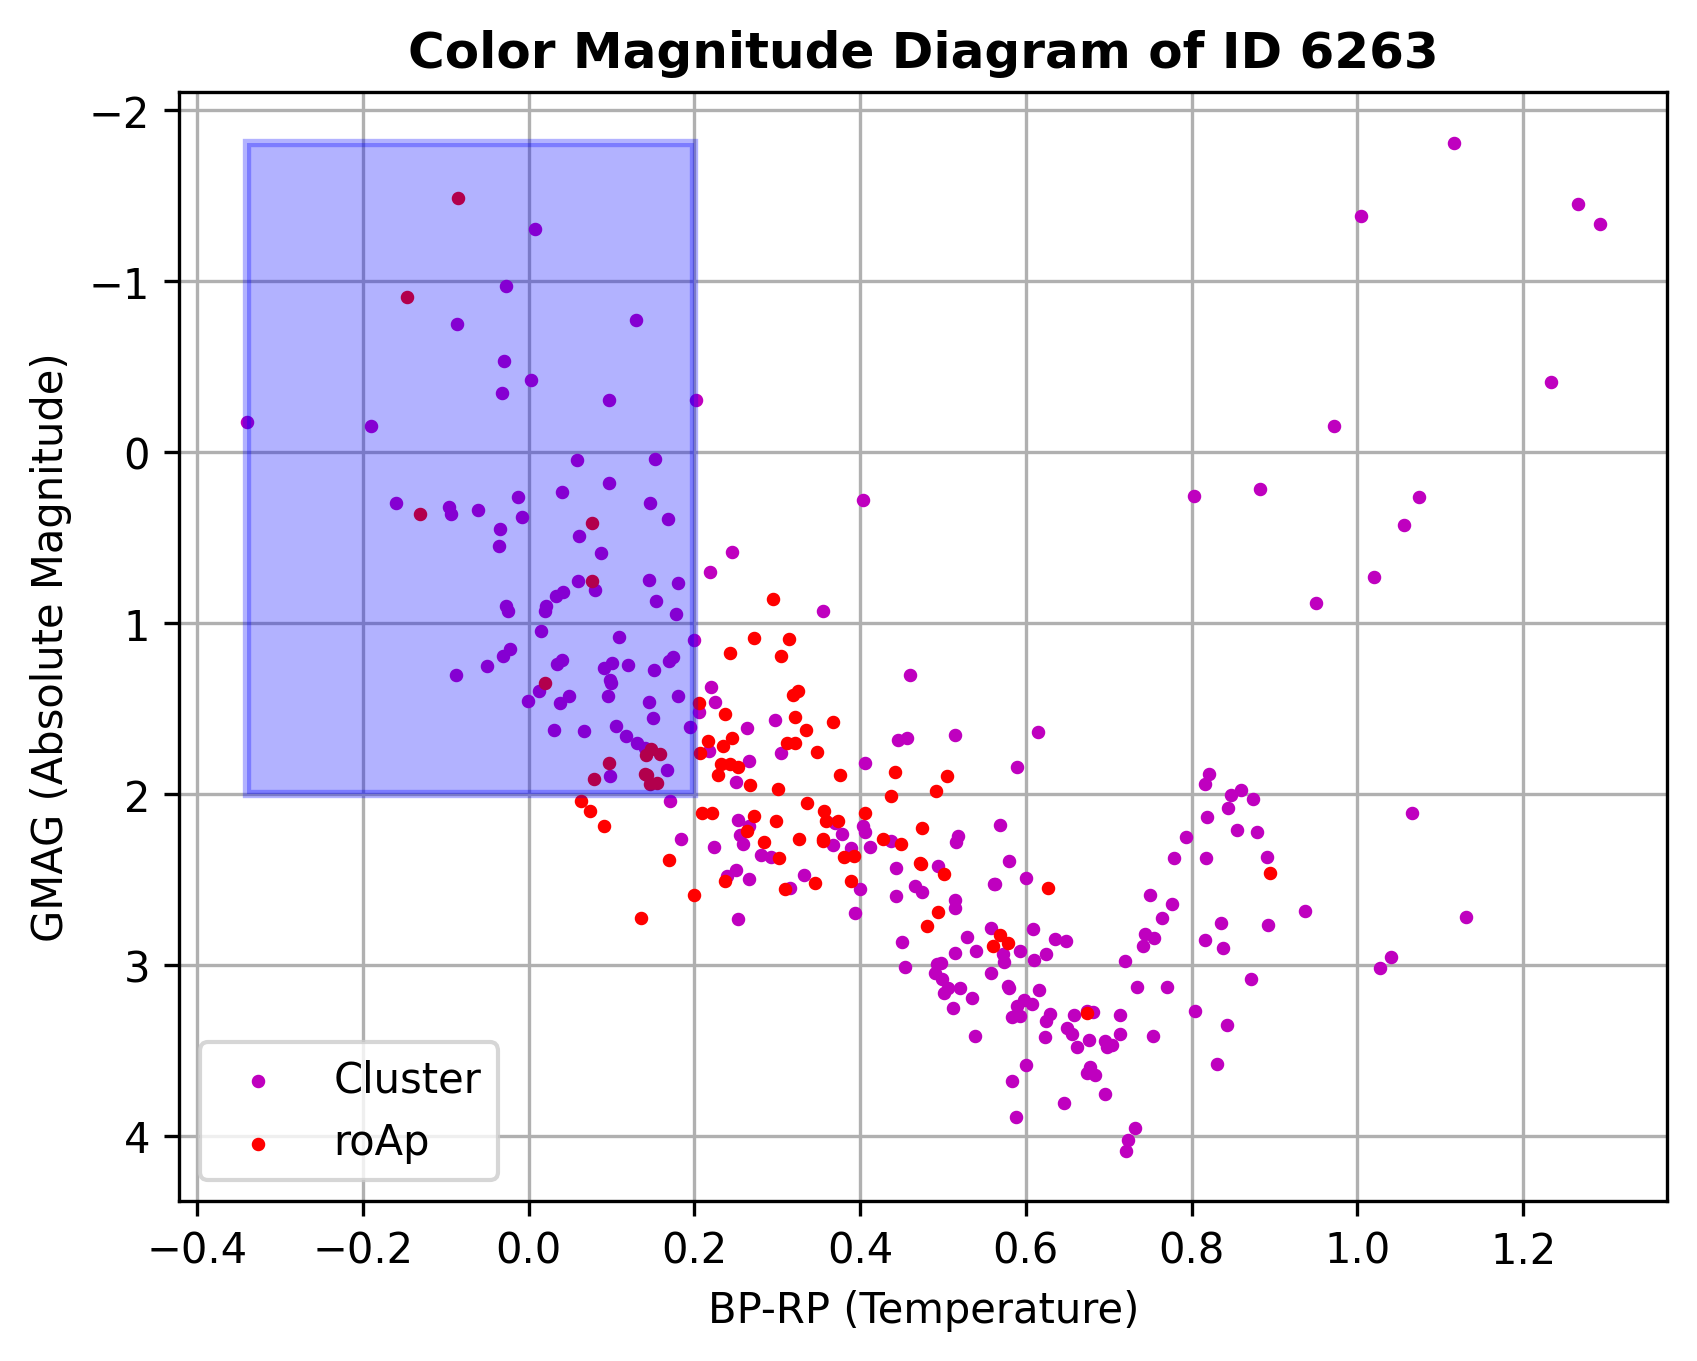 Color Magnitude Diagram of ID 6263
GMAG (Absolute Magnitude)
−2
−1
0
1
2
3
4
Cluster
roAp
−0.4 −0.2 0.0 0.2 0.4 0.6 0.8 1.0 1.2
BP-RP (Temperature)